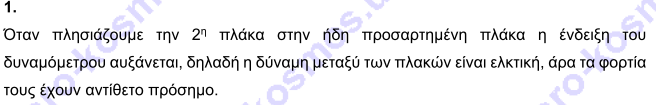 1.
Όταν πλησιάζουμε την 2η πλάκα στην ήδη προσαρτημένη πλάκα η ένδειξη του
δυναμόμετρου αυξάνεται, δηλαδή η δύναμη μεταξύ των πλακών είναι ελκτική, άρα τα φορτία
τους έχουν αντίθετο πρόσημο.